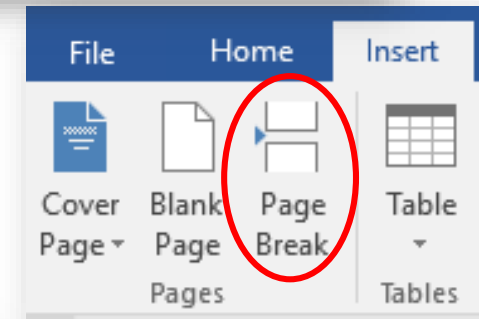 File Home Insert
Cover Blank Page Table
Page Page Break
Pages Tables